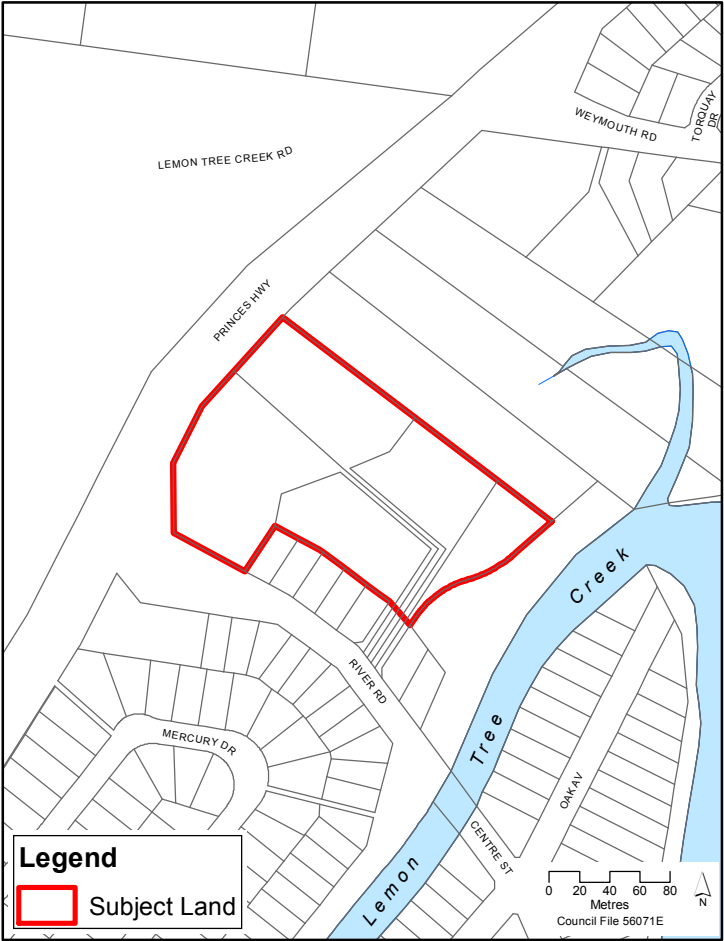 WEYMOUTH RD
TORQUAY
DR
LEMON TREE CREEK RD
PRINCES HWY
Creek
RIVER RD
Tree
MERCURY DR
OAK AV
CENTRE ST
Lemon
Legend
Subject Land
0 20 40 60 80
Metres
Council File 56071E
N